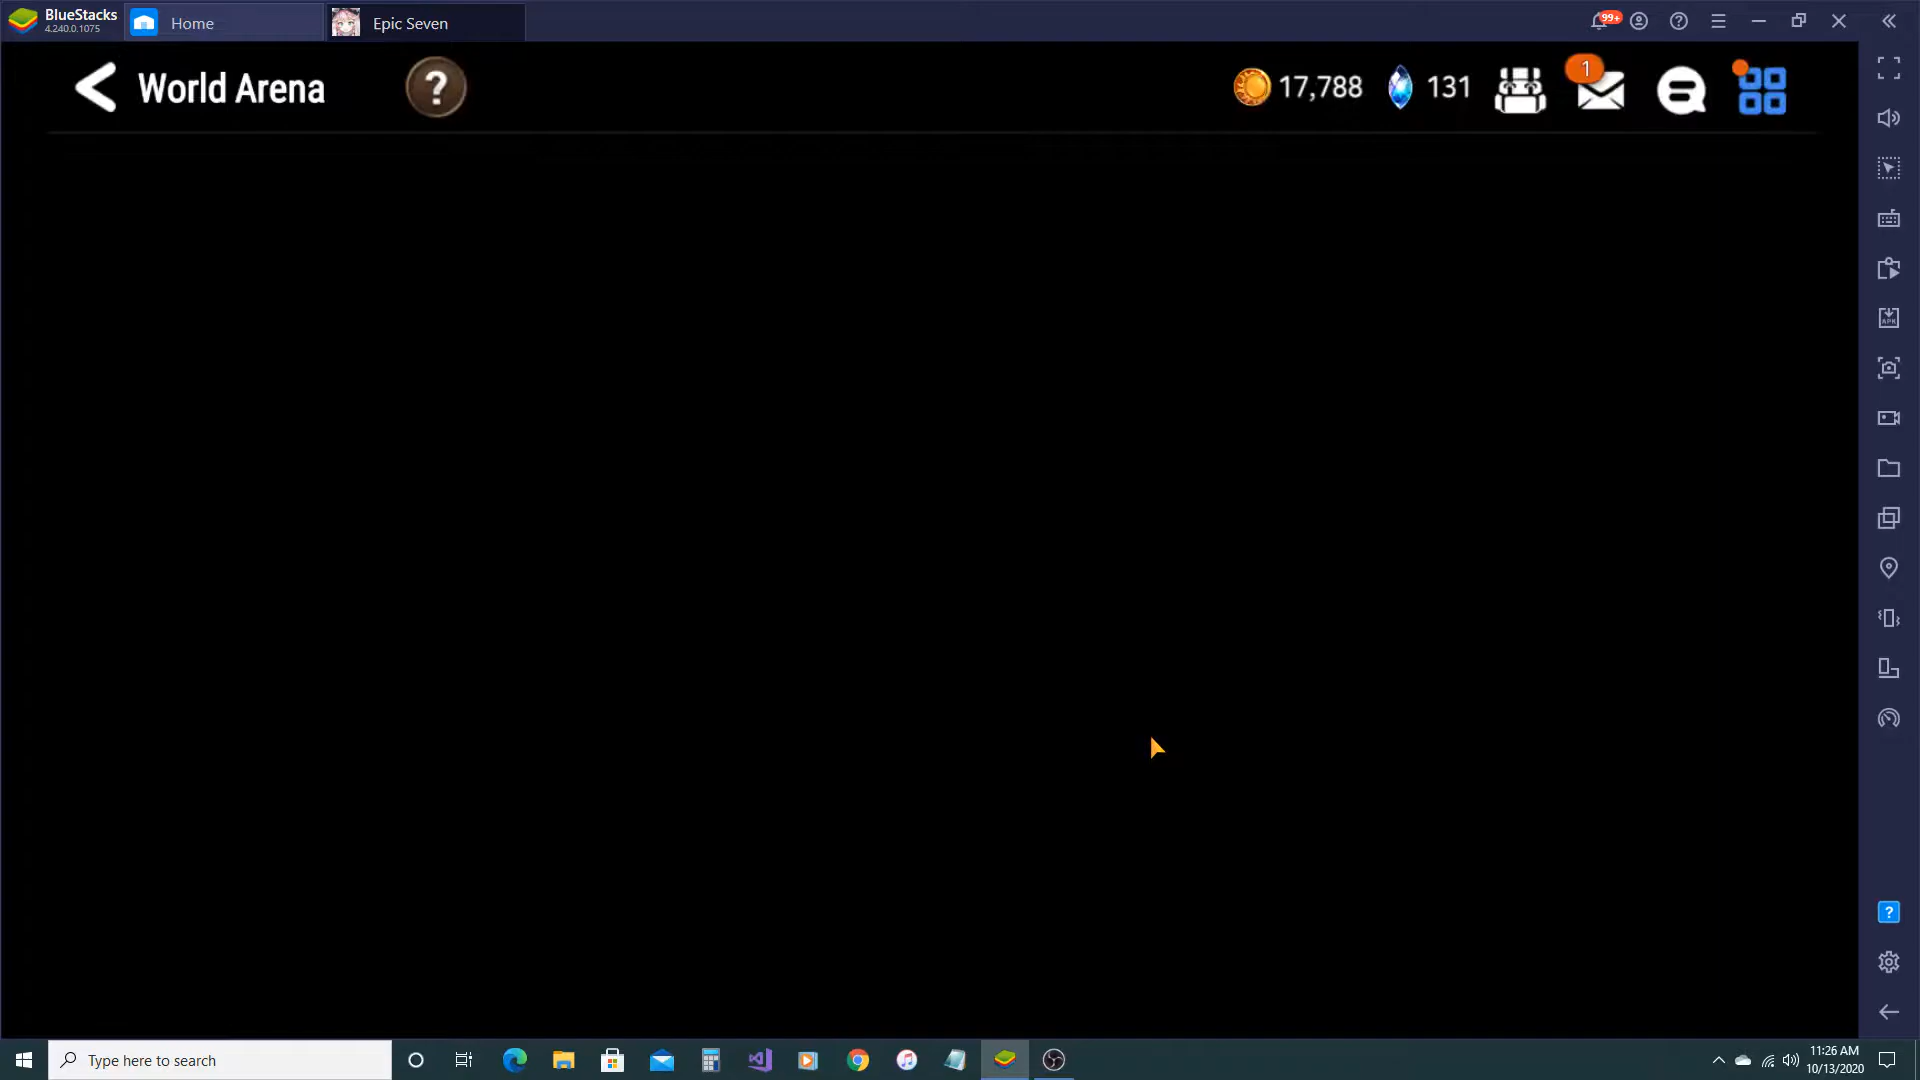 BlueStacks
4.240.0.1075
Home
Epic Seven
99+
World Arena
?
17,788
131
1
APK
?
Type here to search
11:26 AM
10/13/2020